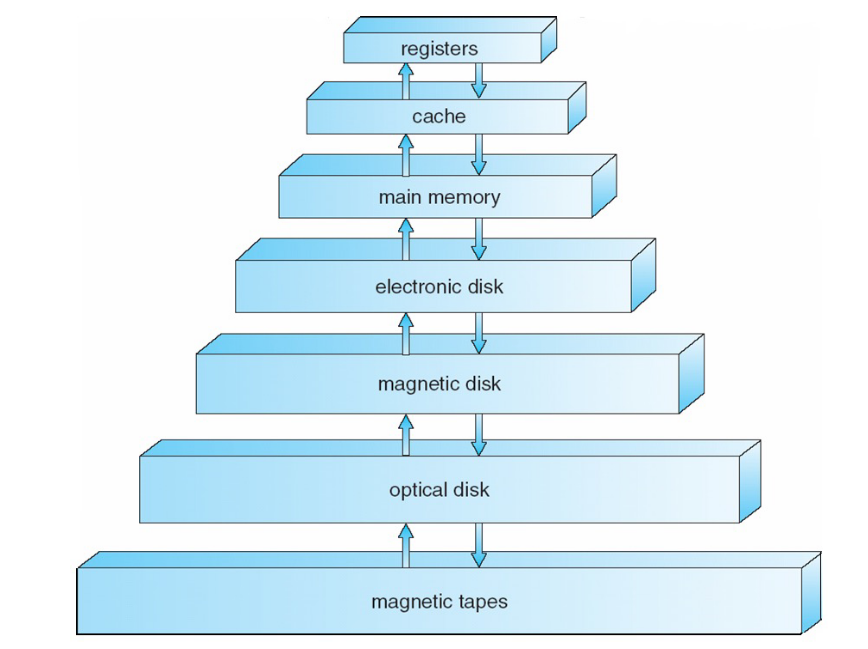 registers
cache
main memory
electronic disk
magnetic disk
optical disk
magnetic tapes